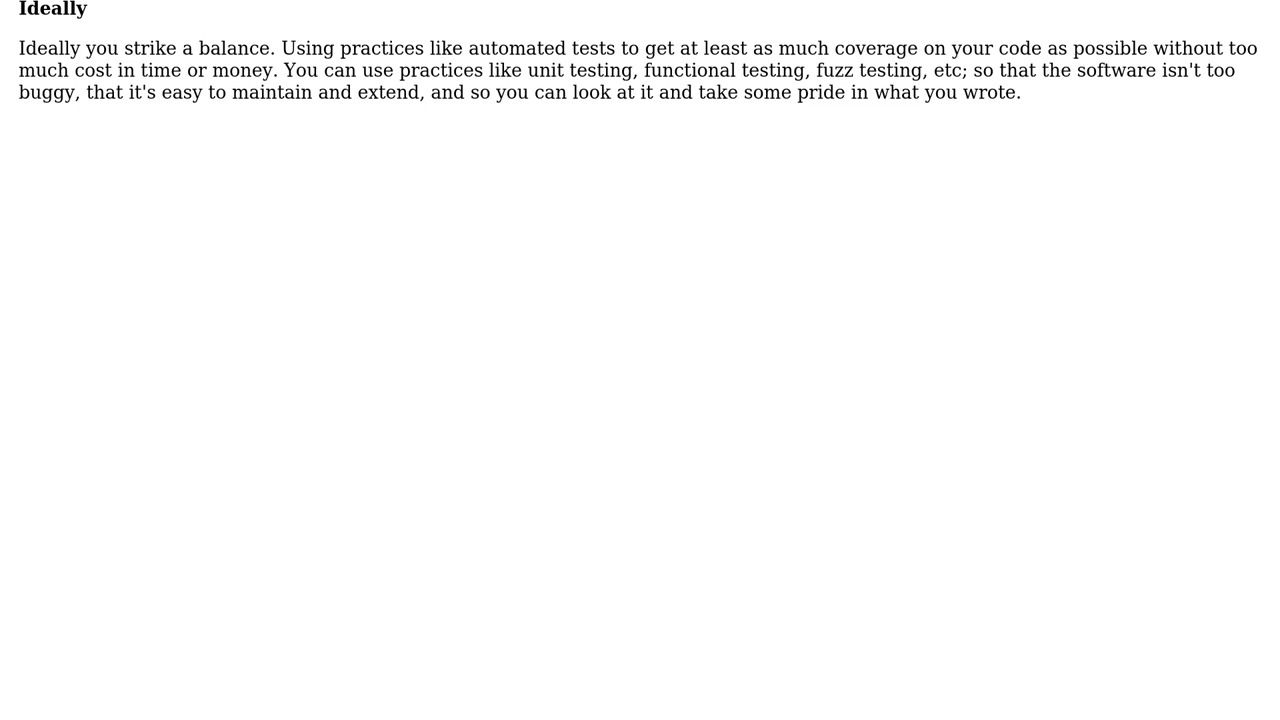 Ideally
Ideally you strike a balance. Using practices like automated tests to get at least as much coverage on your code as possible without too
much cost in time or money. You can use practices like unit testing, functional testing, fuzz testing, etc; so that the software isn't too
buggy, that it's easy to maintain and extend, and so you can look at it and take some pride in what you wrote.